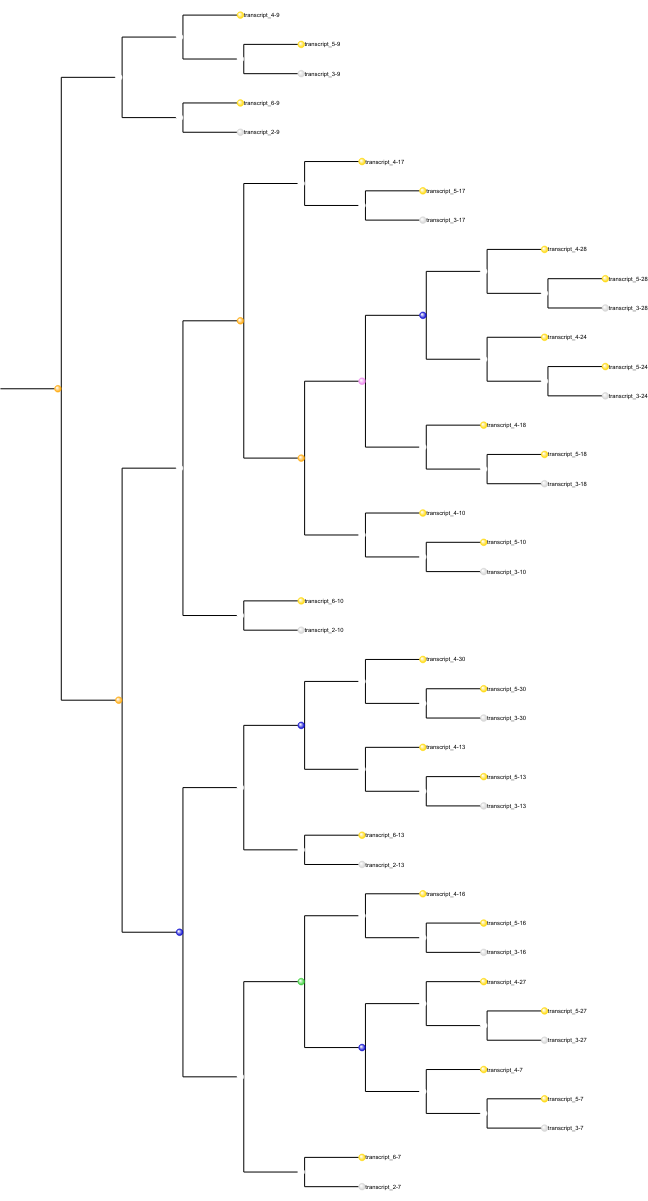 transcript_4-9
transcript_5-9
transcript_3-9
transcript_6-9
transcript_2-9
transcript_4-17
transcript_5-17
transcript_3-17
transcript_4-28
transcript_5-28
transcript_3-28
transcript_4-24
transcript_5-24
transcript_3-24
transcript_4-18
transcript_5-18
transcript_3-18
transcript_4-10
transcript_5-10
transcript_3-10
transcript_6-10
transcript_2-10
transcript_4-30
transcript_5-30
transcript_3-30
transcript_4-13
transcript_5-13
transcript_3-13
transcript_6-13
transcript_2-13
transcript_4-16
transcript_5-16
transcript_3-16
transcript_4-27
transcript_5-27
transcript_3-27
transcript_4-7
transcript_5-7
transcript_3-7
transcript_6-7
transcript_2-7